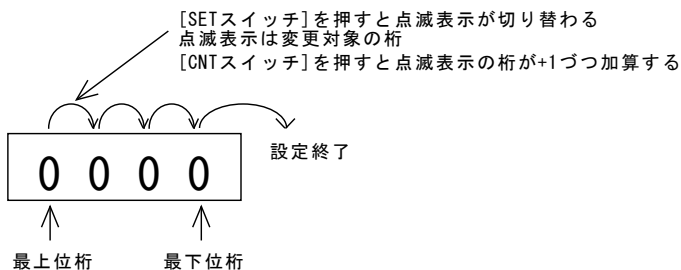 [SETスイッチ]を押すと点滅表示が切り替わる
点滅表示は変更対象の桁
[CNTスイッチ]を押すと点滅表示の桁が+1づつ加算する
設定終了
0 0 0 0
最上位桁 最下位桁